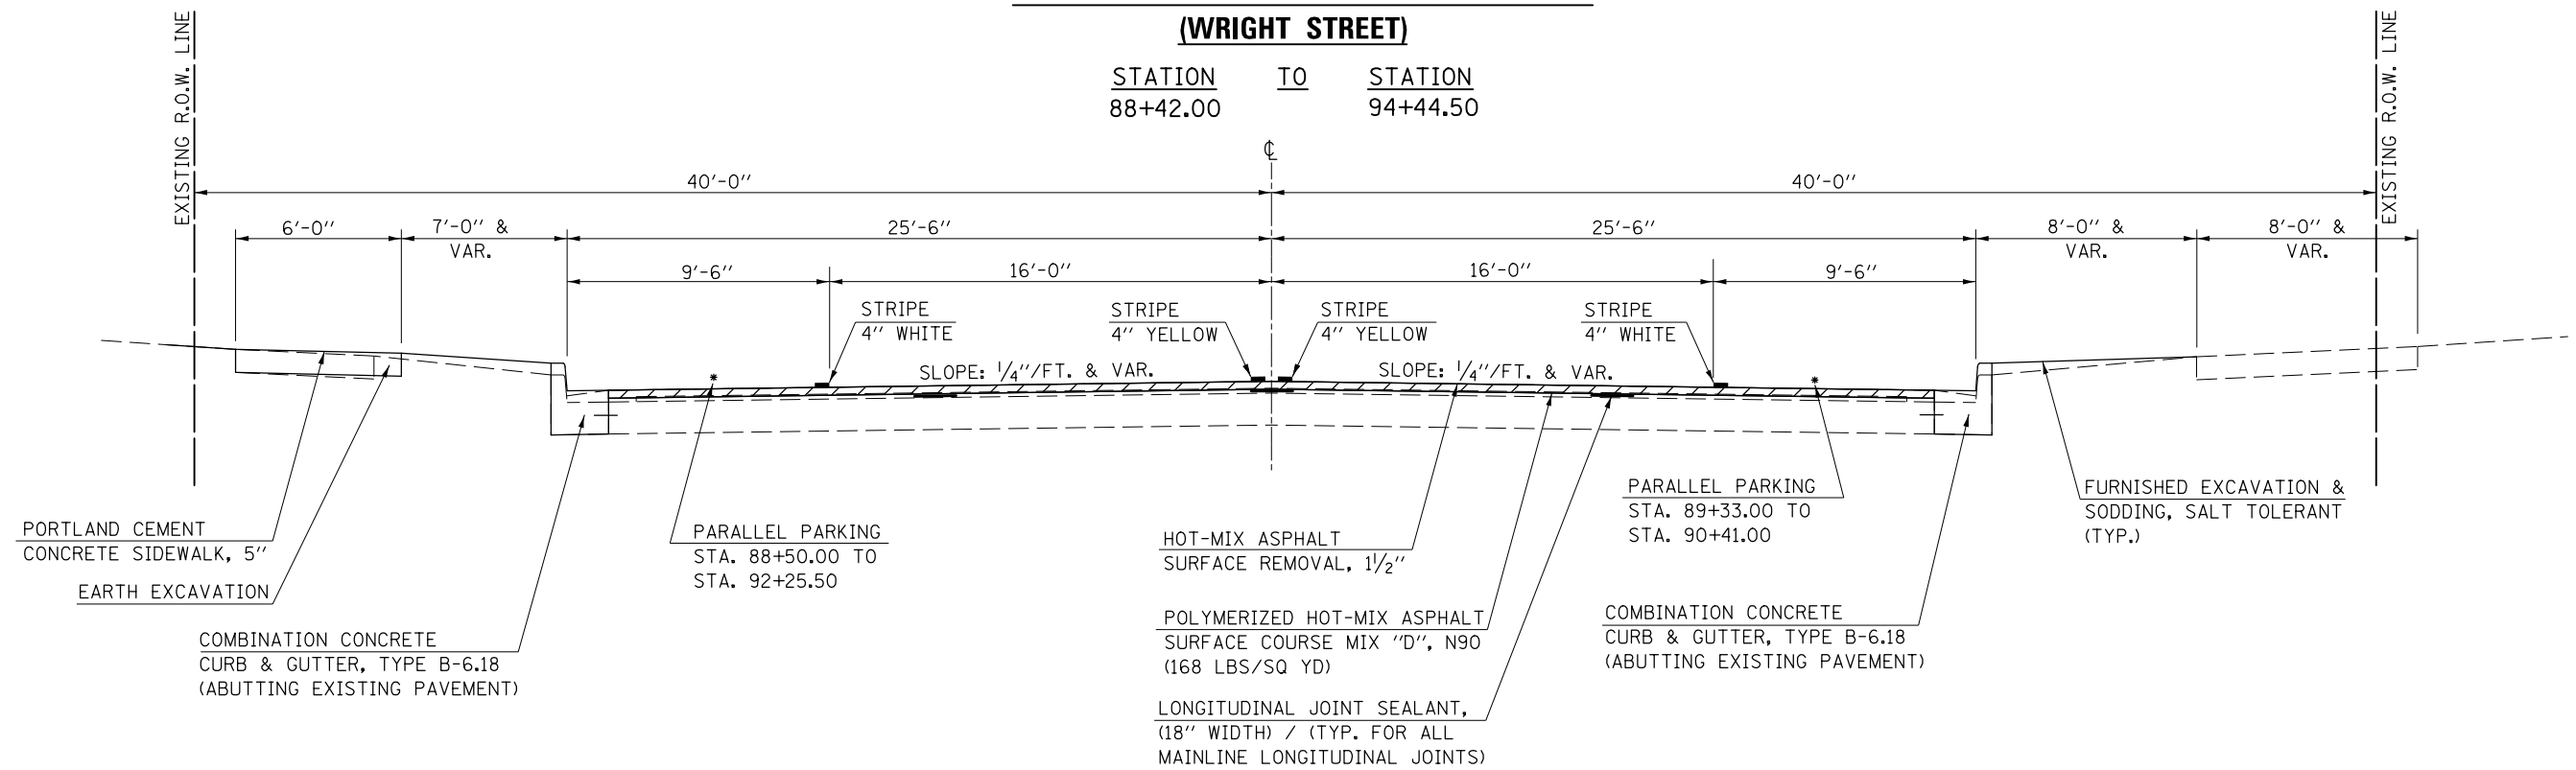 (WRIGHT STREET)
STATION TO STATION
88+42.00 94+44.50
EXISTING R.O.W. LINE
EXISTING R.O.W. LINE
℄
40'-0" 40'-0"
6'-0" 7'-0" & 25'-6" 25'-6" 8'-0" & 8'-0" &
VAR. VAR. VAR.
9'-6" 16'-0" 16'-0" 9'-6"
STRIPE
4" WHITE
STRIPE
4" YELLOW
STRIPE
4" YELLOW
STRIPE
4" WHITE
SLOPE: 1/4"/FT. & VAR.
SLOPE: 1/4"/FT. & VAR.
* *
PORTLAND CEMENT
CONCRETE SIDEWALK, 5"
EARTH EXCAVATION
COMBINATION CONCRETE
CURB & GUTTER, TYPE B-6.18
(ABUTTING EXISTING PAVEMENT)
PARALLEL PARKING
STA. 88+50.00 TO
STA. 92+25.50
HOT-MIX ASPHALT
SURFACE REMOVAL, 1 1/2"
POLYMERIZED HOT-MIX ASPHALT
SURFACE COURSE MIX "D", N90
(168 LBS/SQ YD)
LONGITUDINAL JOINT SEALANT,
(18" WIDTH) / (TYP. FOR ALL
MAINLINE LONGITUDINAL JOINTS)
PARALLEL PARKING
STA. 89+33.00 TO
STA. 90+41.00
COMBINATION CONCRETE
CURB & GUTTER, TYPE B-6.18
(ABUTTING EXISTING PAVEMENT)
FURNISHED EXCAVATION &
SODDING, SALT TOLERANT
(TYP.)